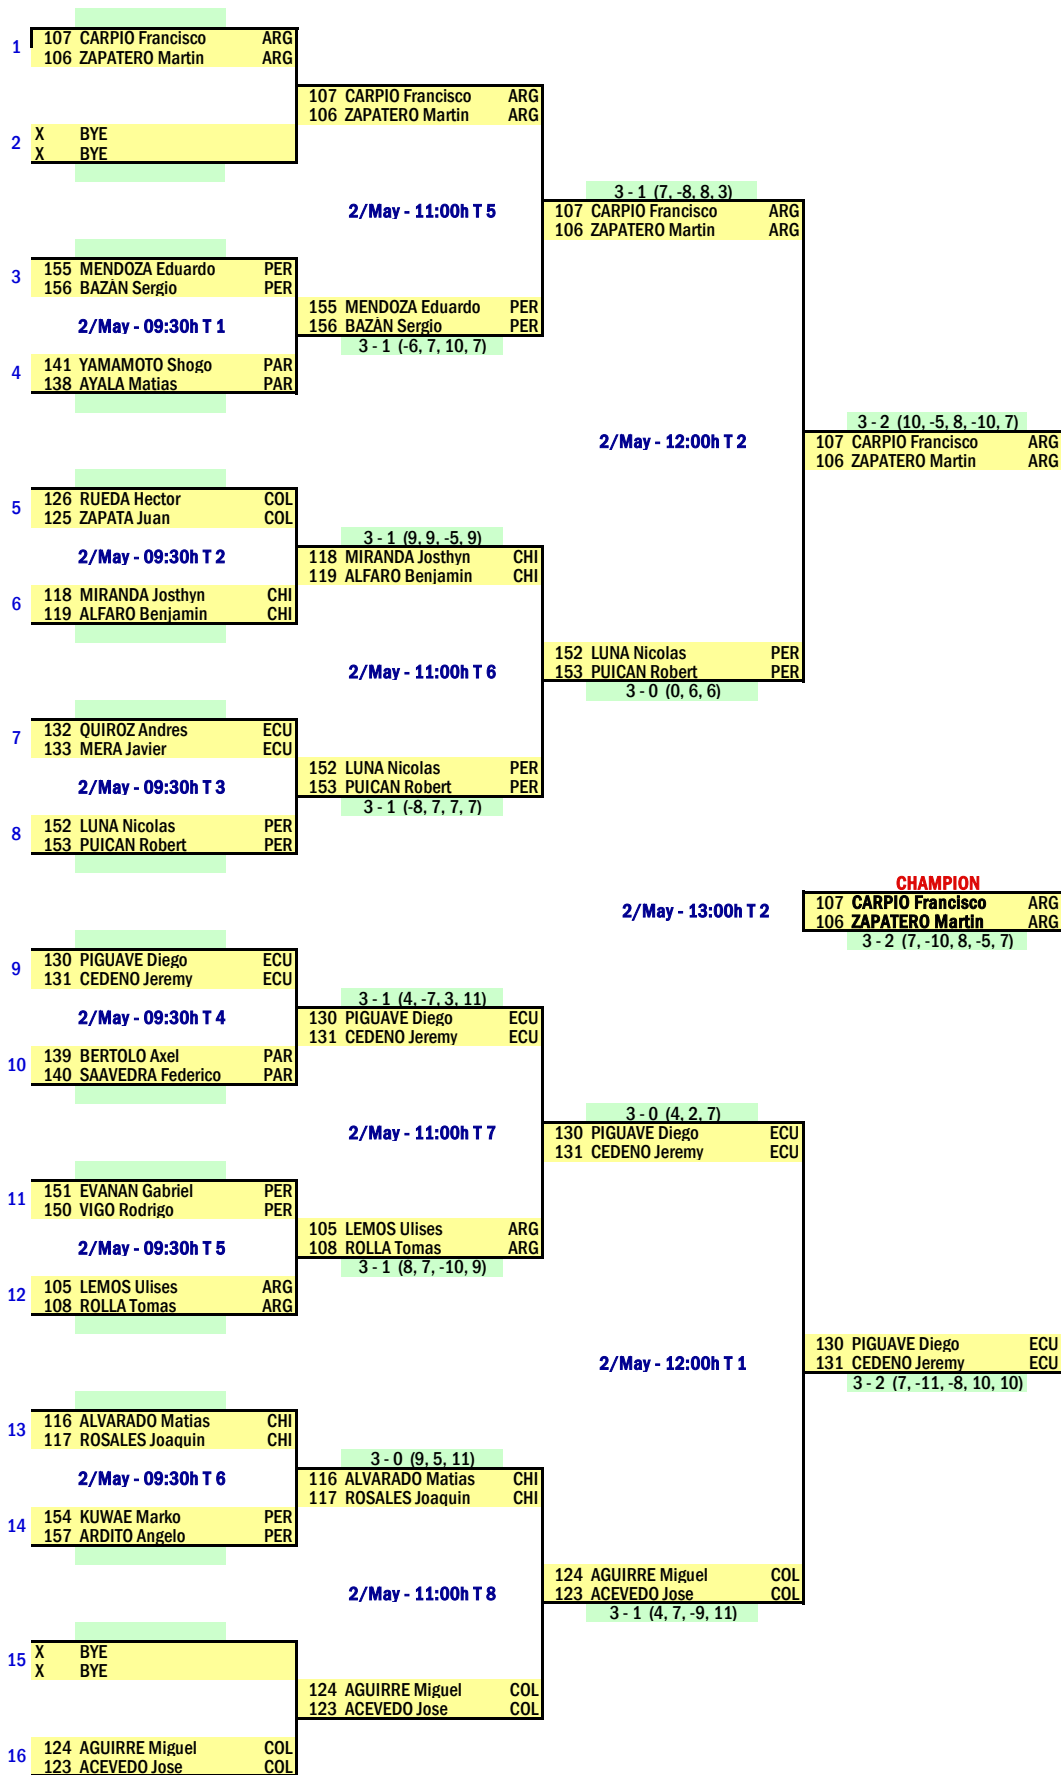 1
107 CARPIO Francisco ARG
106 ZAPATERO Martin ARG
107 CARPIO Francisco ARG
106 ZAPATERO Martin ARG
2
X BYE
X BYE
2/May - 11:00h T 5
3 - 1 (7, -8, 8, 3)
107 CARPIO Francisco ARG
106 ZAPATERO Martin ARG
3
155 MENDOZA Eduardo PER
156 BAZÁN Sergio PER
2/May - 09:30h T 1
155 MENDOZA Eduardo PER
156 BAZÁN Sergio PER
3 - 1 (-6, 7, 10, 7)
4
141 YAMAMOTO Shogo PAR
138 AYALA Matias PAR
2/May - 12:00h T 2
3 - 2 (10, -5, 8, -10, 7)
107 CARPIO Francisco ARG
106 ZAPATERO Martin ARG
5
126 RUEDA Hector COL
125 ZAPATA Juan COL
2/May - 09:30h T 2
3 - 1 (9, 9, -5, 9)
118 MIRANDA Josthyn CHI
119 ALFARO Benjamin CHI
6
118 MIRANDA Josthyn CHI
119 ALFARO Benjamin CHI
2/May - 11:00h T 6
152 LUNA Nicolas PER
153 PUICAN Robert PER
3 - 0 (0, 6, 6)
7
132 QUIROZ Andres ECU
133 MERA Javier ECU
2/May - 09:30h T 3
152 LUNA Nicolas PER
153 PUICAN Robert PER
3 - 1 (-8, 7, 7, 7)
8
152 LUNA Nicolas PER
153 PUICAN Robert PER
2/May - 13:00h T 2
CHAMPION
107 CARPIO Francisco ARG
106 ZAPATERO Martin ARG
3 - 2 (7, -10, 8, -5, 7)
9
130 PIGUAVE Diego ECU
131 CEDENO Jeremy ECU
2/May - 09:30h T 4
3 - 1 (4, -7, 3, 11)
130 PIGUAVE Diego ECU
131 CEDENO Jeremy ECU
10
139 BERTOLO Axel PAR
140 SAAVEDRA Federico PAR
2/May - 11:00h T 7
3 - 0 (4, 2, 7)
130 PIGUAVE Diego ECU
131 CEDENO Jeremy ECU
11
151 EVANAN Gabriel PER
150 VIGO Rodrigo PER
2/May - 09:30h T 5
105 LEMOS Ulises ARG
108 ROLLA Tomas ARG
3 - 1 (8, 7, -10, 9)
12
105 LEMOS Ulises ARG
108 ROLLA Tomas ARG
2/May - 12:00h T 1
130 PIGUAVE Diego ECU
131 CEDENO Jeremy ECU
3 - 2 (7, -11, -8, 10, 10)
13
116 ALVARADO Matias CHI
117 ROSALES Joaquin CHI
2/May - 09:30h T 6
3 - 0 (9, 5, 11)
116 ALVARADO Matias CHI
117 ROSALES Joaquin CHI
14
154 KUWAE Marko PER
157 ARDITO Angelo PER
2/May - 11:00h T 8
124 AGUIRRE Miguel COL
123 ACEVEDO Jose COL
3 - 1 (4, 7, -9, 11)
15
X BYE
X BYE
124 AGUIRRE Miguel COL
123 ACEVEDO Jose COL
16
124 AGUIRRE Miguel COL
123 ACEVEDO Jose COL